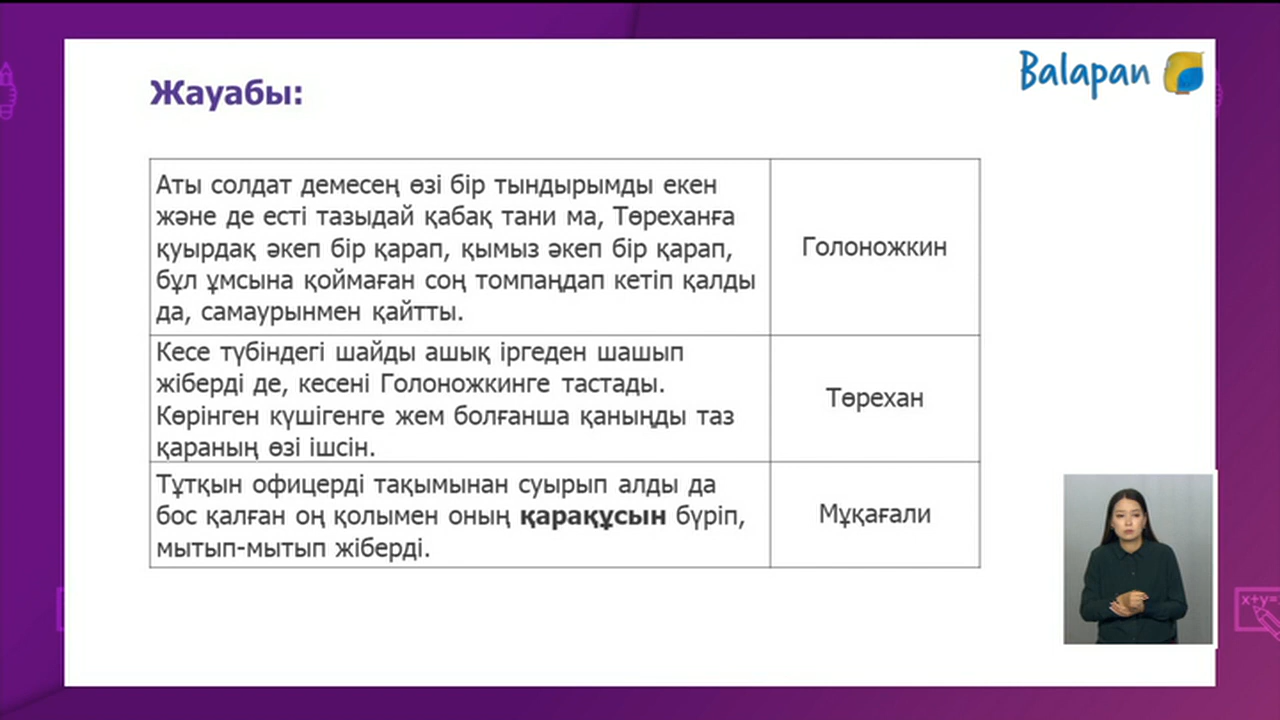 Balapan
Жауабы:
Аты солдат демесең өзі бір тындырымды екен
және де есті тазыдай қабақ тани ма, Төреханға
қуырдақ әкеп бір қарап, қымыз әкеп бір қарап,
бұл ұмсына қоймаған соң томпаңдап кетіп қалды
да, самаурынмен қайтты.
Голоножкин
Кесе түбіндегі шайды ашық іргеден шашып
жіберді де, кесені Голоножкинге тастады.
Көрінген күшігенге жем болғанша қаныңды таз
қараның өзі ішсін.
Төрехан
Тұтқын офицерді тақымынан суырып алды да
бос қалған оң қолымен оның қарақұсын бүріп,
мытып-мытып жіберді.
Мұқағали
x+y=